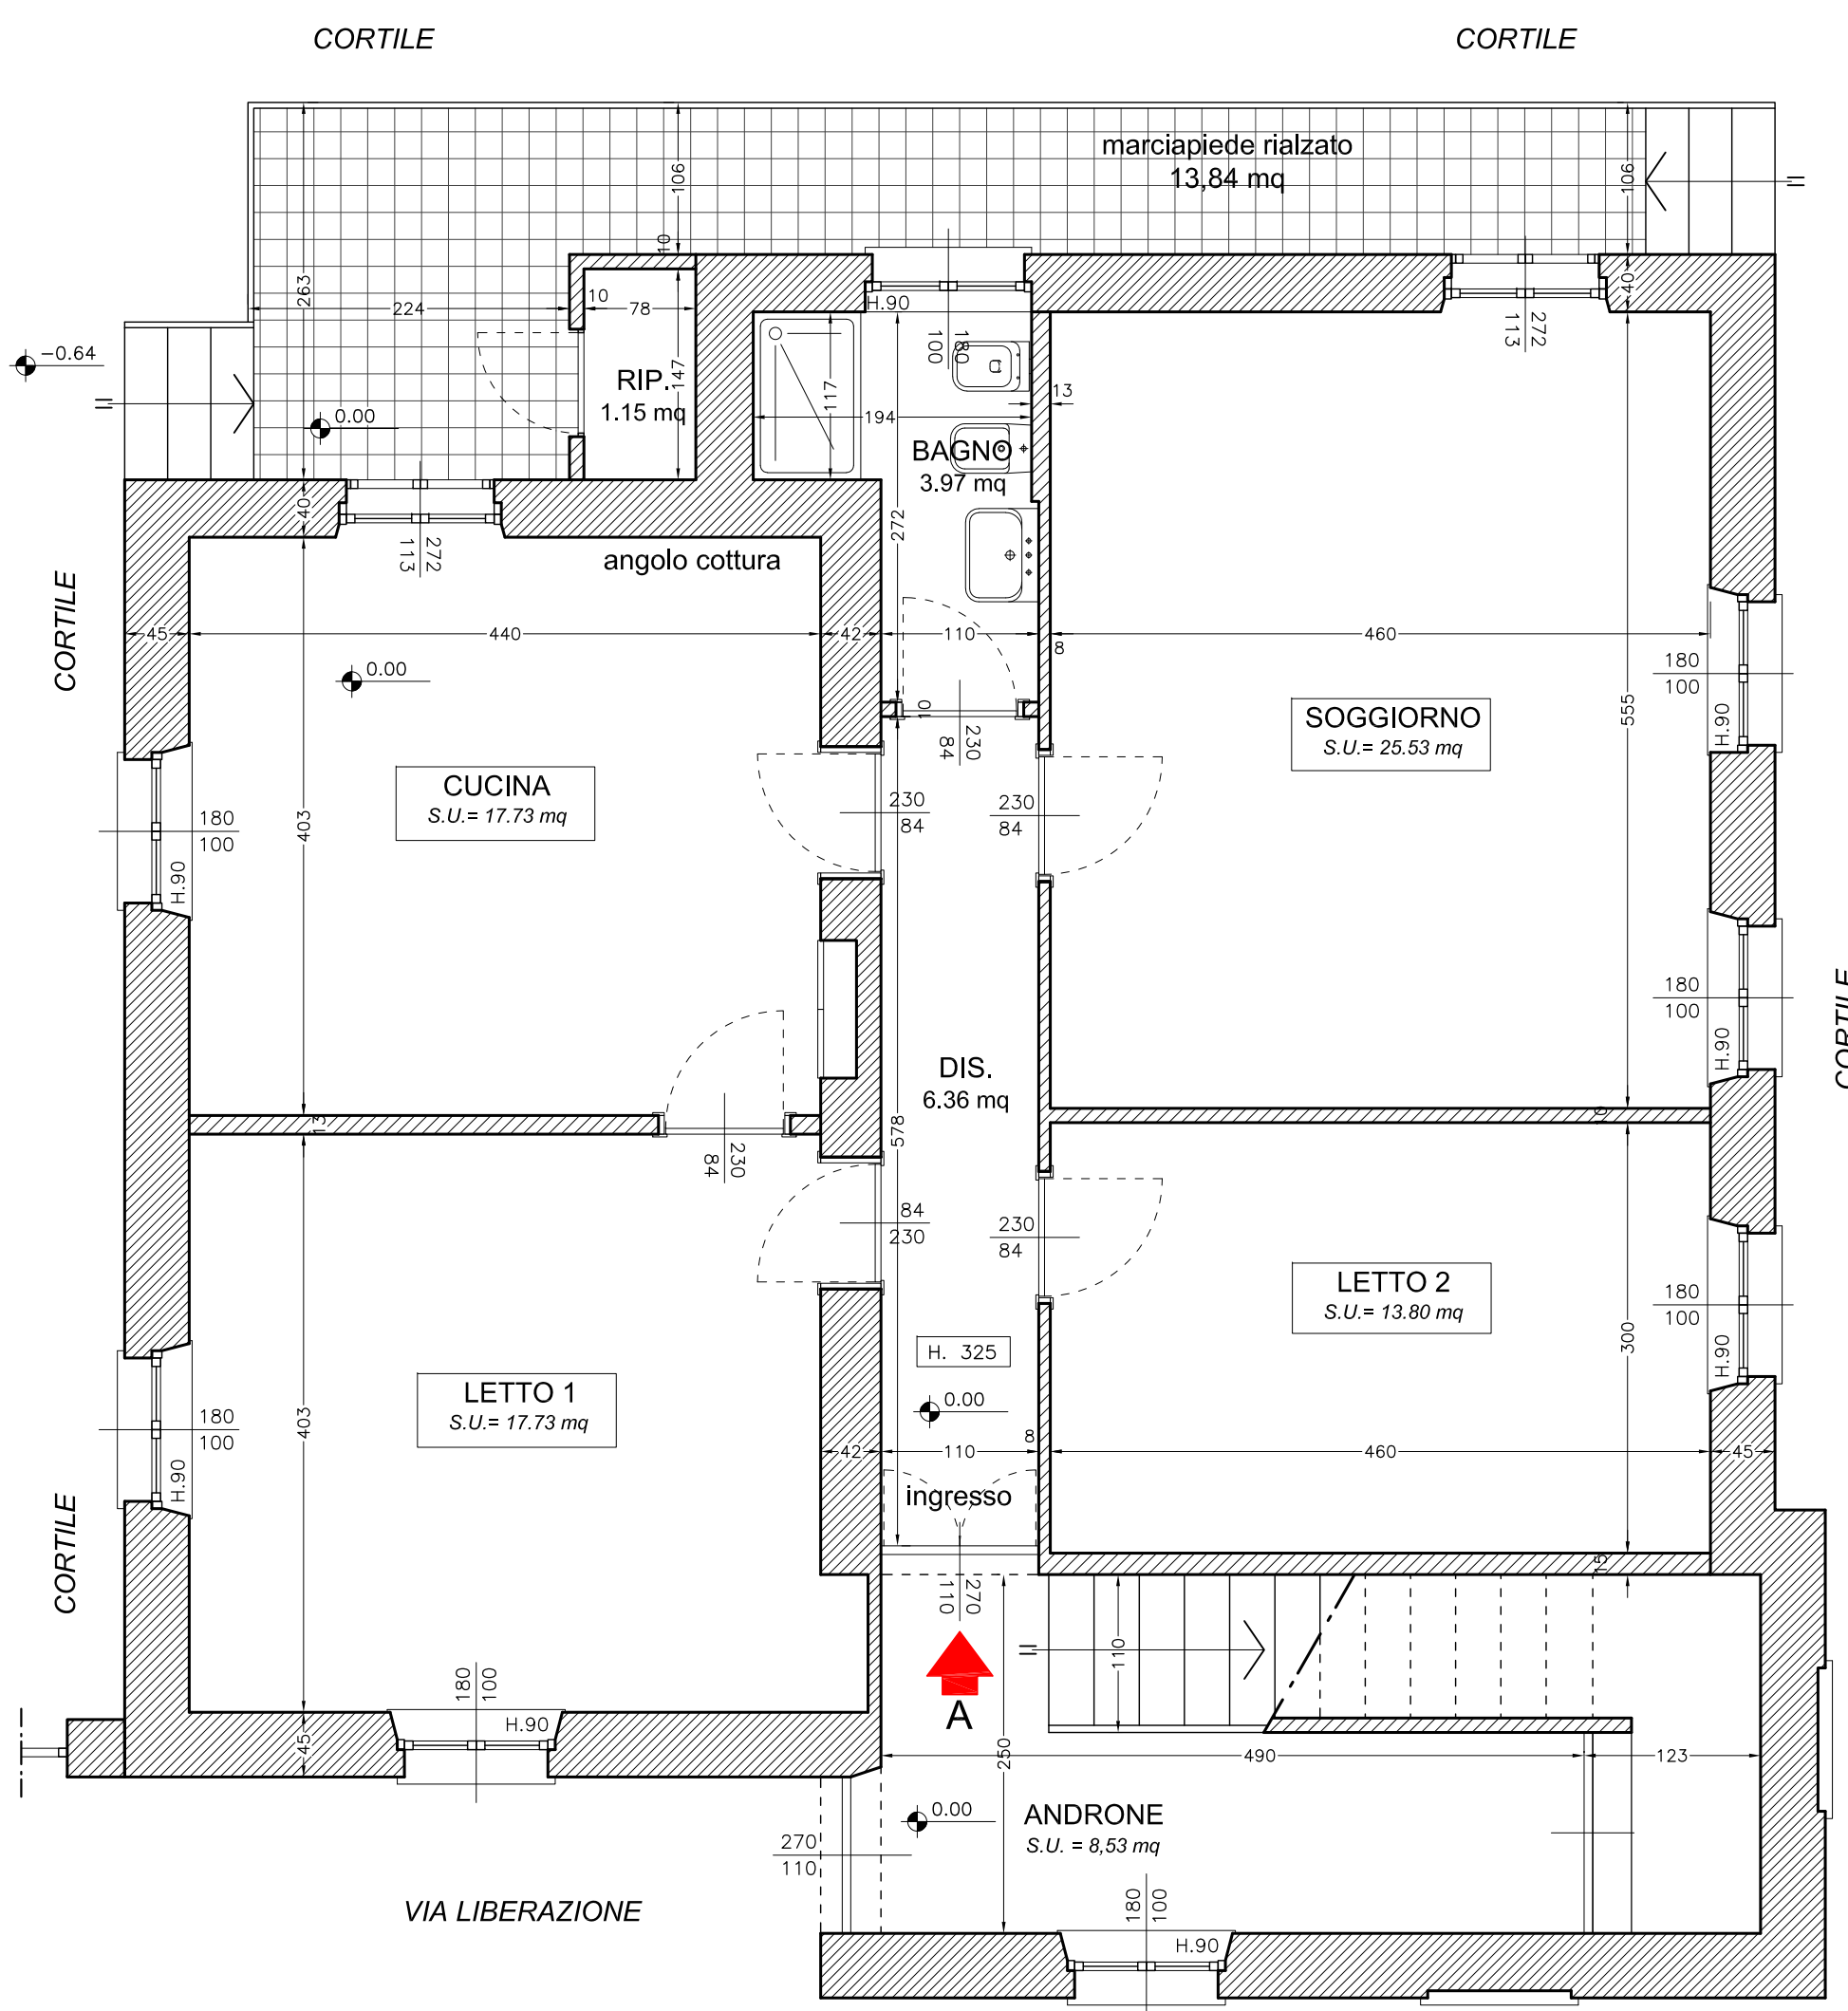 CORTILE
CORTILE
marciapiede rialzato
13,84 mq
106
106
10
263
224
10
78
H.90
40
180
100
272
113
-0.64
RIP.
1.15 mq
147
117
194
13
0.00
BAGNO
3.97 mq
40
272
113
272
angolo cottura
CORTILE
45
440
42
110
8
460
0.00
180
100
10
230
84
555
H.90
SOGGIORNO
S.U.= 25.53 mq
CUCINA
S.U.= 17.73 mq
230
84
230
84
403
180
100
H.90
180
100
H.90
CORTILE
DIS.
6.36 mq
13
10
578
230
84
84
230
230
84
LETTO 2
S.U.= 13.80 mq
180
100
300
H.90
H. 325
LETTO 1
S.U.= 17.73 mq
0.00
403
180
100
H.90
42
110
8
460
45
ingresso
CORTILE
15
270
110
110
180
100
H.90
A
45
250
490
123
0.00
ANDRONE
S.U. = 8,53 mq
270
110
VIA LIBERAZIONE
180
100
H.90